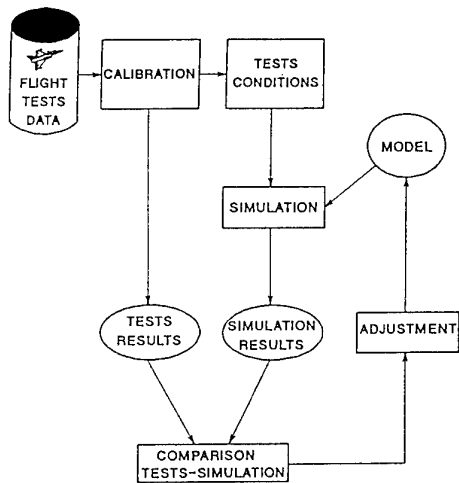 FLIGHT
TESTS
DATA
CALIBRATION
TESTS
CONDITIONS
MODEL
SIMULATION
TESTS
RESULTS
SIMULATION
RESULTS
ADJUSTMENT
COMPARISON
TESTS-SIMULATION